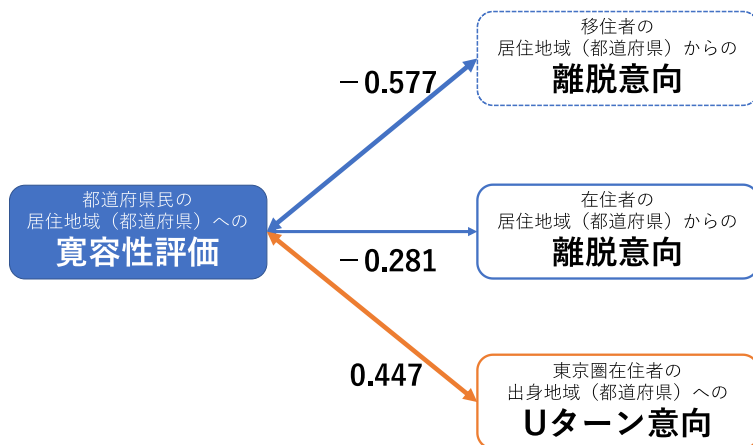 移住者の
居住地域（都道府県）からの
離脱意向
－0.577
都道府県民の
居住地域（都道府県）への
寛容性評価
在住者の
居住地域（都道府県）からの
離脱意向
－0.281
0.447
東京圏在住者の
出身地域（都道府県）への
Uターン意向